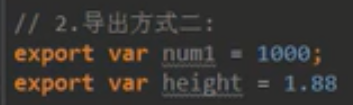 // 2.导出方式二:
export var num1 = 1000;
export var height = 1.88